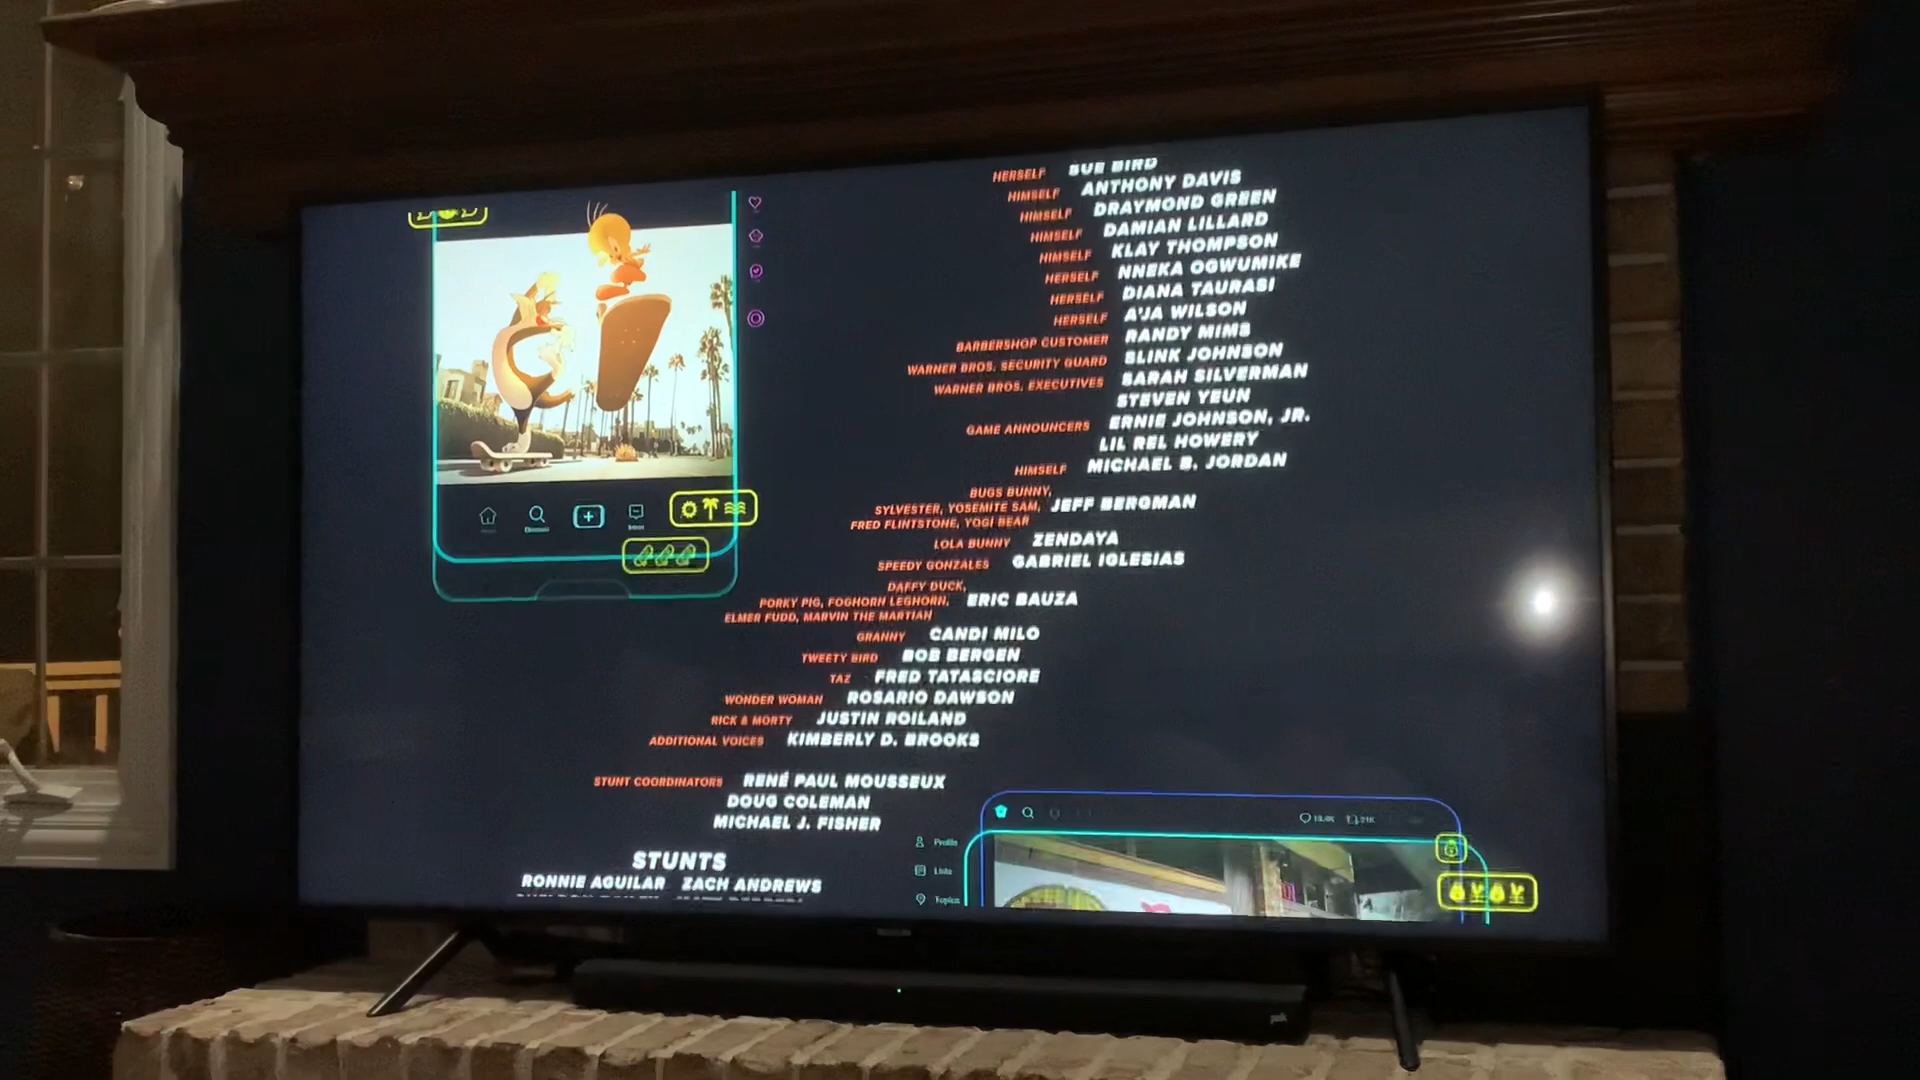 HERSELF SUE BIRD
HIMSELF ANTHONY DAVIS
HIMSELF DRAYMOND GREEN
HIMSELF DAMIAN LILLARD
HIMSELF KLAY THOMPSON
HERSELF NNEKA OGWUMIKE
HERSELF DIANA TAURASI
HERSELF A'JA WILSON
BARBERSHOP CUSTOMER RANDY MIMS
WARNER BROS. SECURITY GUARD SLINK JOHNSON
WARNER BROS. EXECUTIVES SARAH SILVERMAN
STEVEN YEUN
GAME ANNOUNCERS ERNIE JOHNSON, JR.
LIL REL HOWERY
HIMSELF MICHAEL B. JORDAN
BUGS BUNNY,
SYLVESTER, YOSEMITE SAM, JEFF BERGMAN
FRED FLINTSTONE, YOGI BEAR
LOLA BUNNY ZENDAYA
SPEEDY GONZALES GABRIEL IGLESIAS
DAFFY DUCK,
PORKY PIG, FOGHORN LEGHORN, ERIC BAUZA
ELMER FUDD, MARVIN THE MARTIAN
GRANNY CANDI MILO
TWEETY BIRD BOB BERGEN
TAZ FRED TATASCIORE
WONDER WOMAN ROSARIO DAWSON
RICK & MORTY JUSTIN ROILAND
ADDITIONAL VOICES KIMBERLY D. BROOKS
STUNT COORDINATORS RENÉ PAUL MOUSSEUX
DOUG COLEMAN
MICHAEL J. FISHER
STUNTS
RONNIE AGUILAR ZACH ANDREWS
Discover
Profile
Lists
Topics
polk